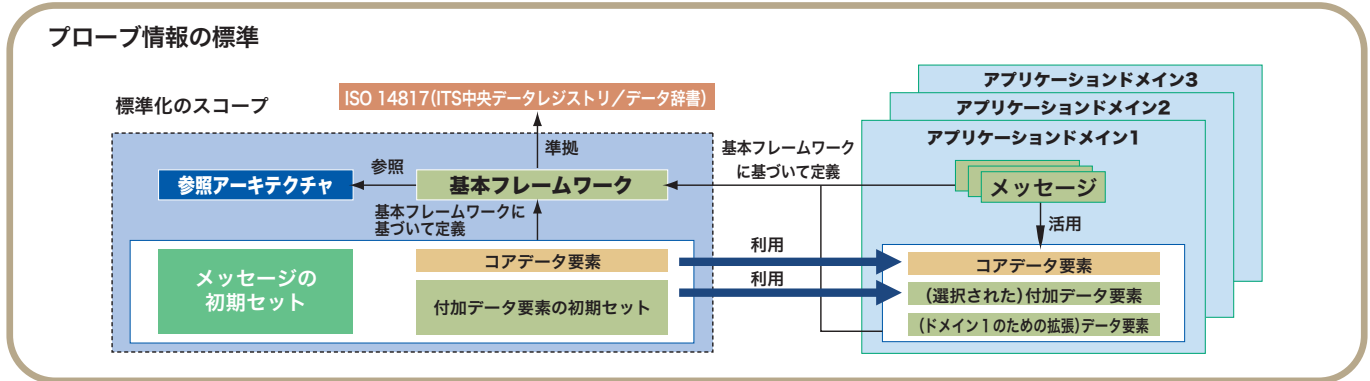 プローブ情報の標準
標準化のスコープ
ISO 14817(ITS中央データレジストリ／データ辞書)
準拠
参照
参照アーキテクチャ
基本フレームワーク
基本フレームワークに
基づいて定義
メッセージの
初期セット
コアデータ要素
付加データ要素の初期セット
基本フレームワーク
に基づいて定義
利用
利用
アプリケーションドメイン3
アプリケーションドメイン2
アプリケーションドメイン1
メッセージ
活用
コアデータ要素
(選択された)付加データ要素
(ドメイン1のための拡張)データ要素